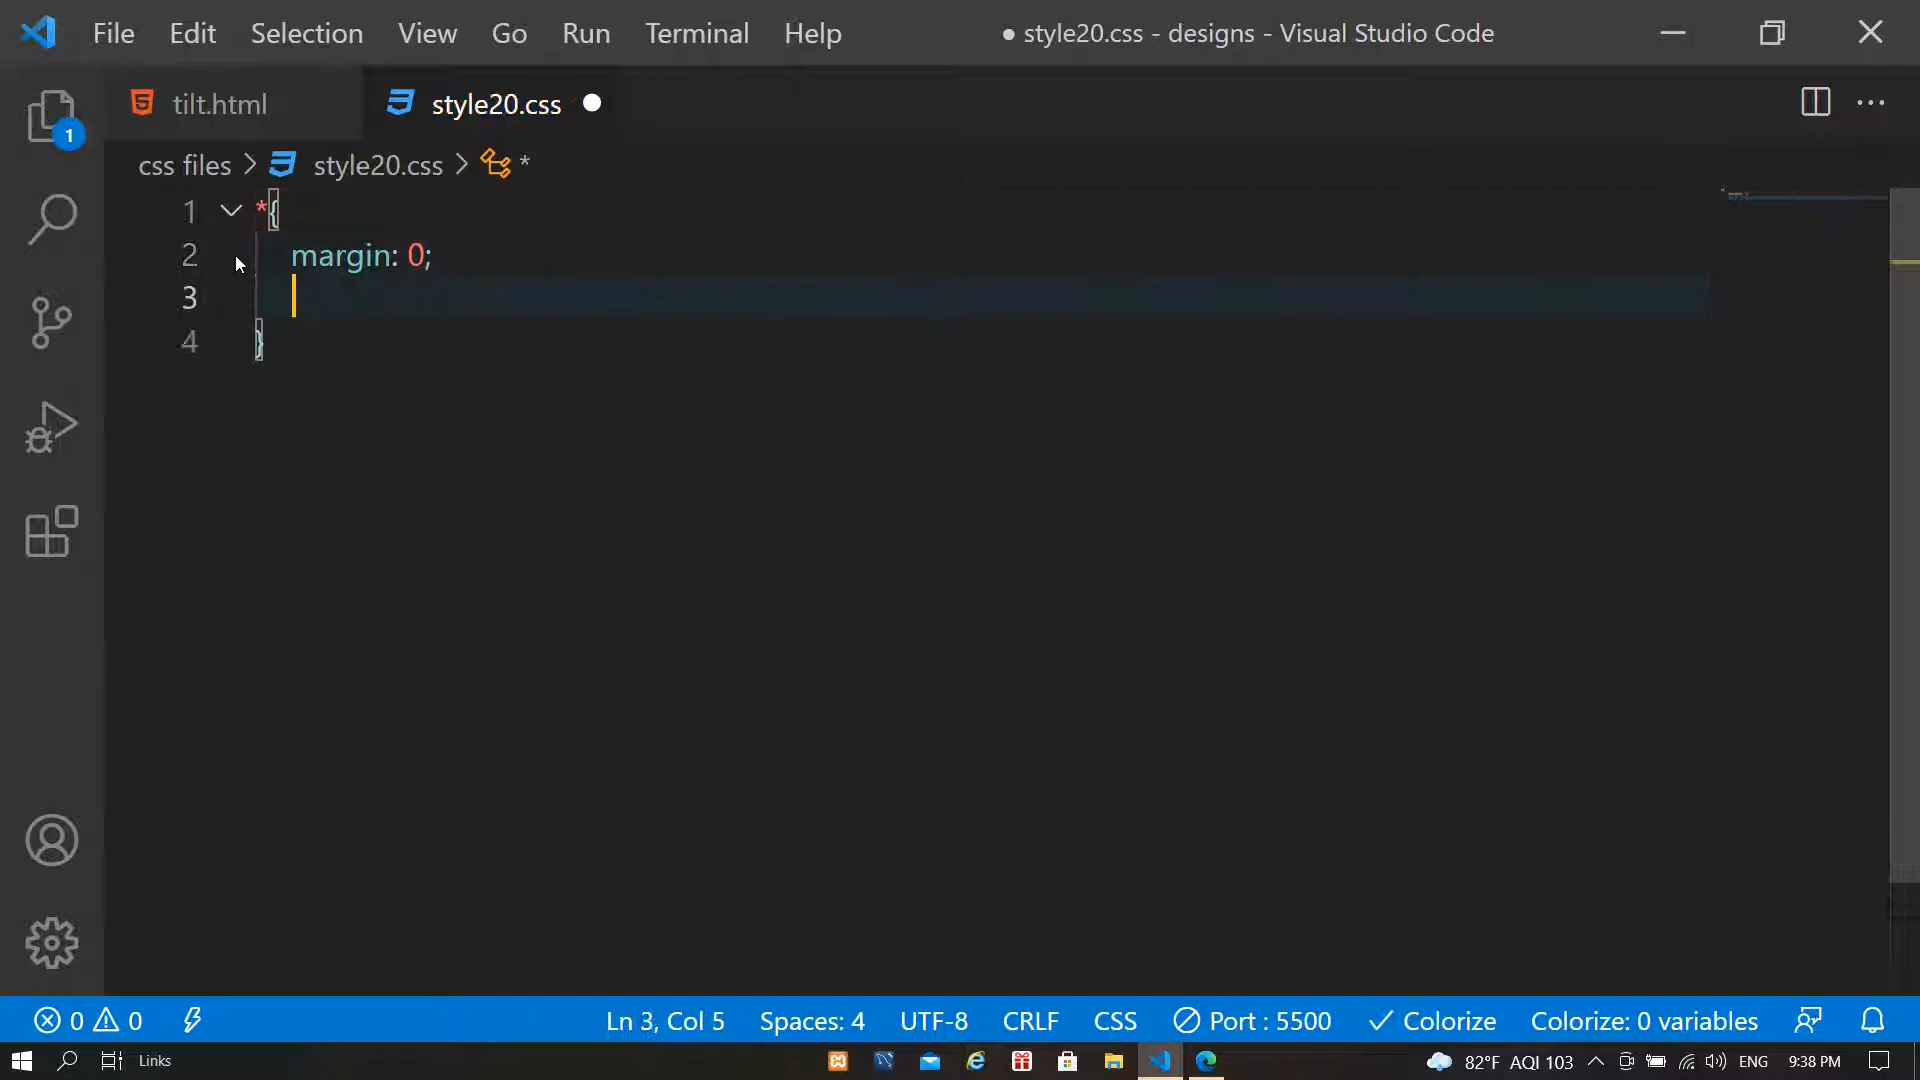 File Edit Selection View Go Run Terminal Help ● style20.css - designs - Visual Studio Code
tilt.html style20.css
css files > style20.css > *
1 *{
2 margin: 0;
3
4 }
1
0 0 Ln 3, Col 5 Spaces: 4 UTF-8 CRLF CSS Port : 5500 Colorize Colorize: 0 variables
Links 82°F AQI 103 ENG 9:38 PM